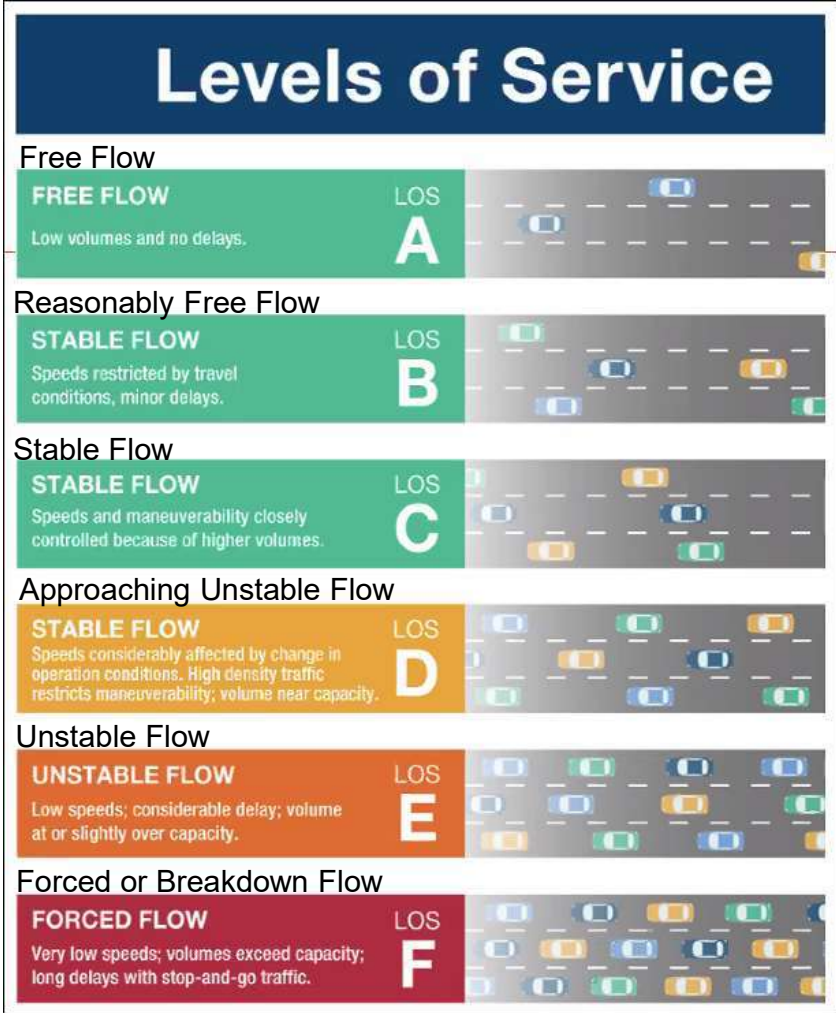 Levels of Service
Free Flow
FREE FLOW
LOS
Low volumes and no delays.
A
Reasonably Free Flow
STABLE FLOW
LOS
Speeds restricted by travel
conditions, minor delays.
B
Stable Flow
STABLE FLOW
LOS
Speeds and maneuverability closely
controlled because of higher volumes.
C
Approaching Unstable Flow
STABLE FLOW
LOS
Speeds considerably affected by change in
operation conditions. High density traffic
restricts maneuverability; volume near capacity.
D
Unstable Flow
UNSTABLE FLOW
LOS
Low speeds; considerable delay; volume
at or slightly over capacity.
E
Forced or Breakdown Flow
FORCED FLOW
LOS
Very low speeds; volumes exceed capacity;
long delays with stop-and-go traffic.
F